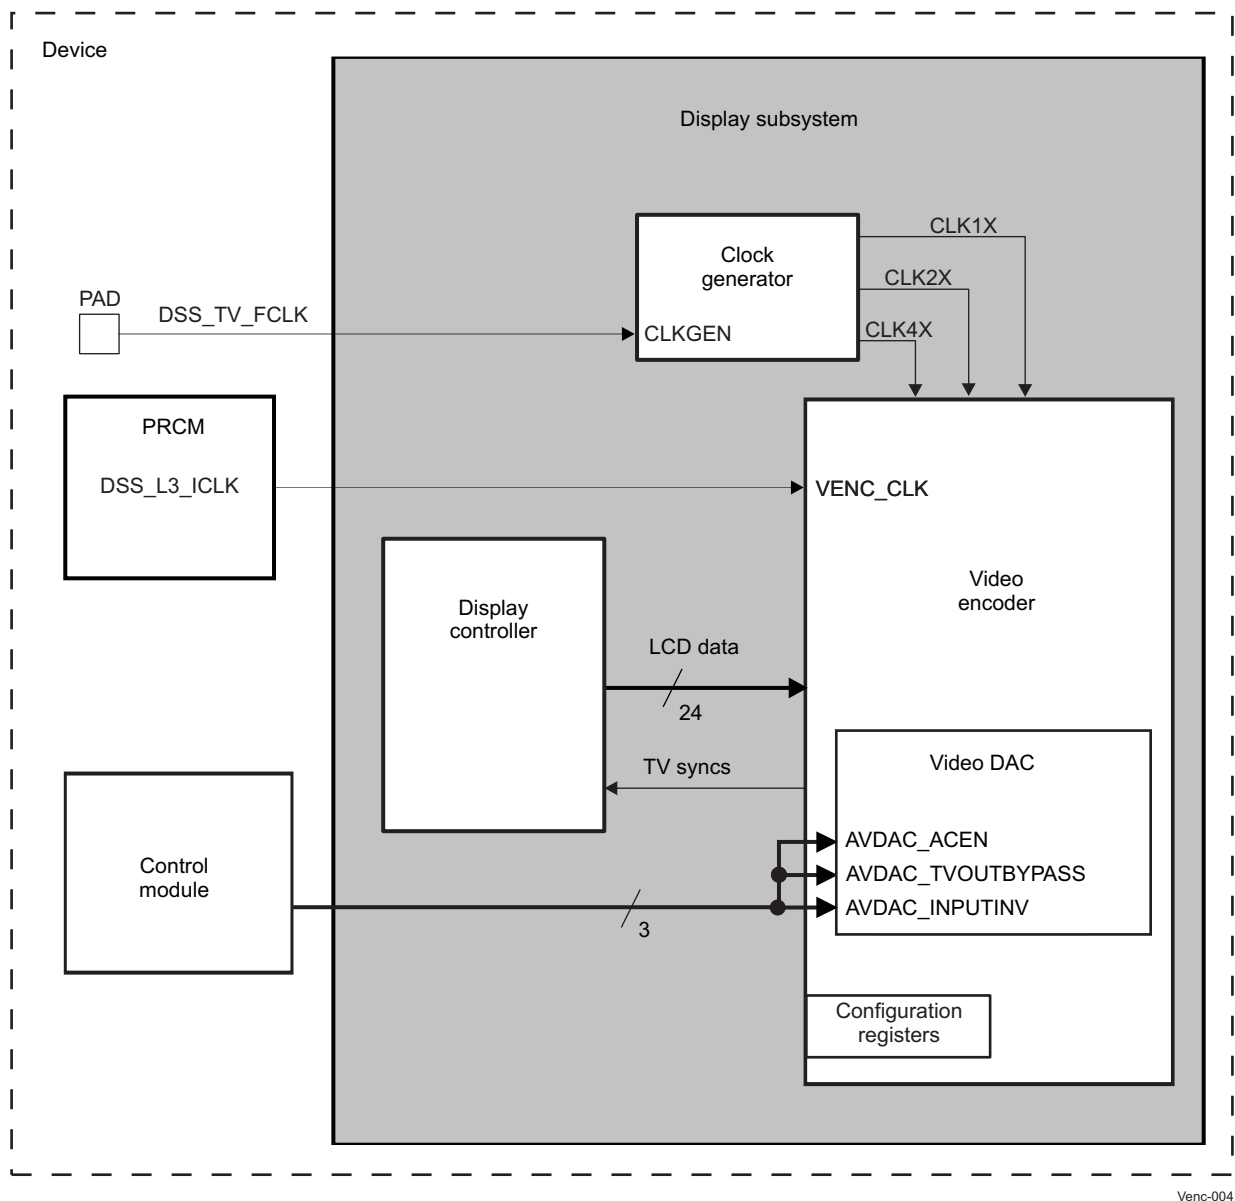 Device
Display subsystem
CLK1X
Clock
generator
CLK2X
PAD
DSS_TV_FCLK
CLKGEN
CLK4X
PRCM
DSS_L3_ICLK
VENC_CLK
Video
encoder
Display
controller
LCD data
24
TV syncs
Video DAC
Control
module
AVDAC_ACEN
AVDAC_TVOUTBYPASS
AVDAC_INPUTINV
3
Configuration
registers
Venc-004